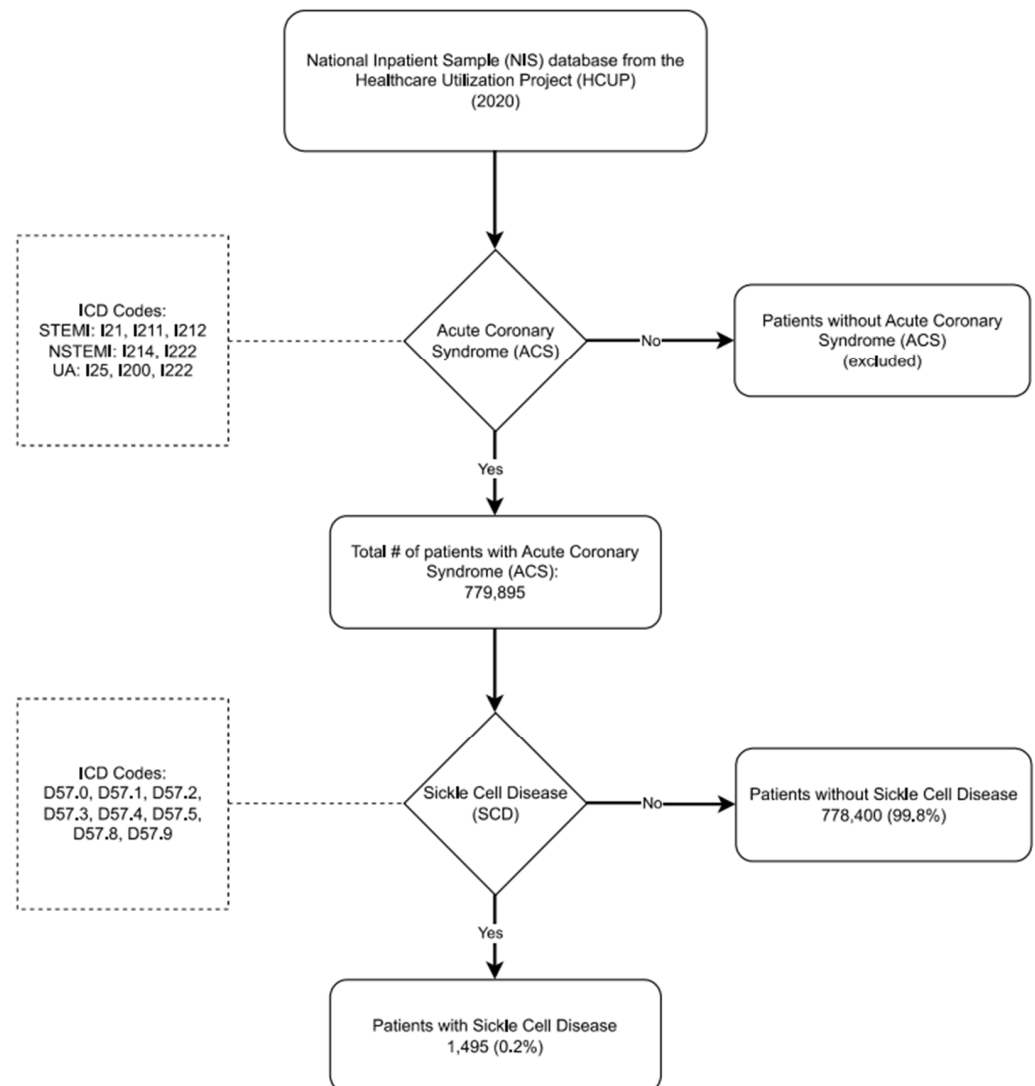 National Inpatient Sample (NIS) database from the
Healthcare Utilization Project (HCUP)
(2020)
ICD Codes:
STEMI: I21, I211, I212
NSTEMI: I214, I222
UA: I25, I200, I222
Acute Coronary
Syndrome (ACS)
No
Patients without Acute Coronary
Syndrome (ACS)
(excluded)
Yes
Total # of patients with Acute Coronary
Syndrome (ACS):
779,895
ICD Codes:
D57.0, D57.1, D57.2,
D57.3, D57.4, D57.5,
D57.8, D57.9
Sickle Cell Disease
(SCD)
No
Patients without Sickle Cell Disease
778,400 (99.8%)
Yes
Patients with Sickle Cell Disease
1,495 (0.2%)